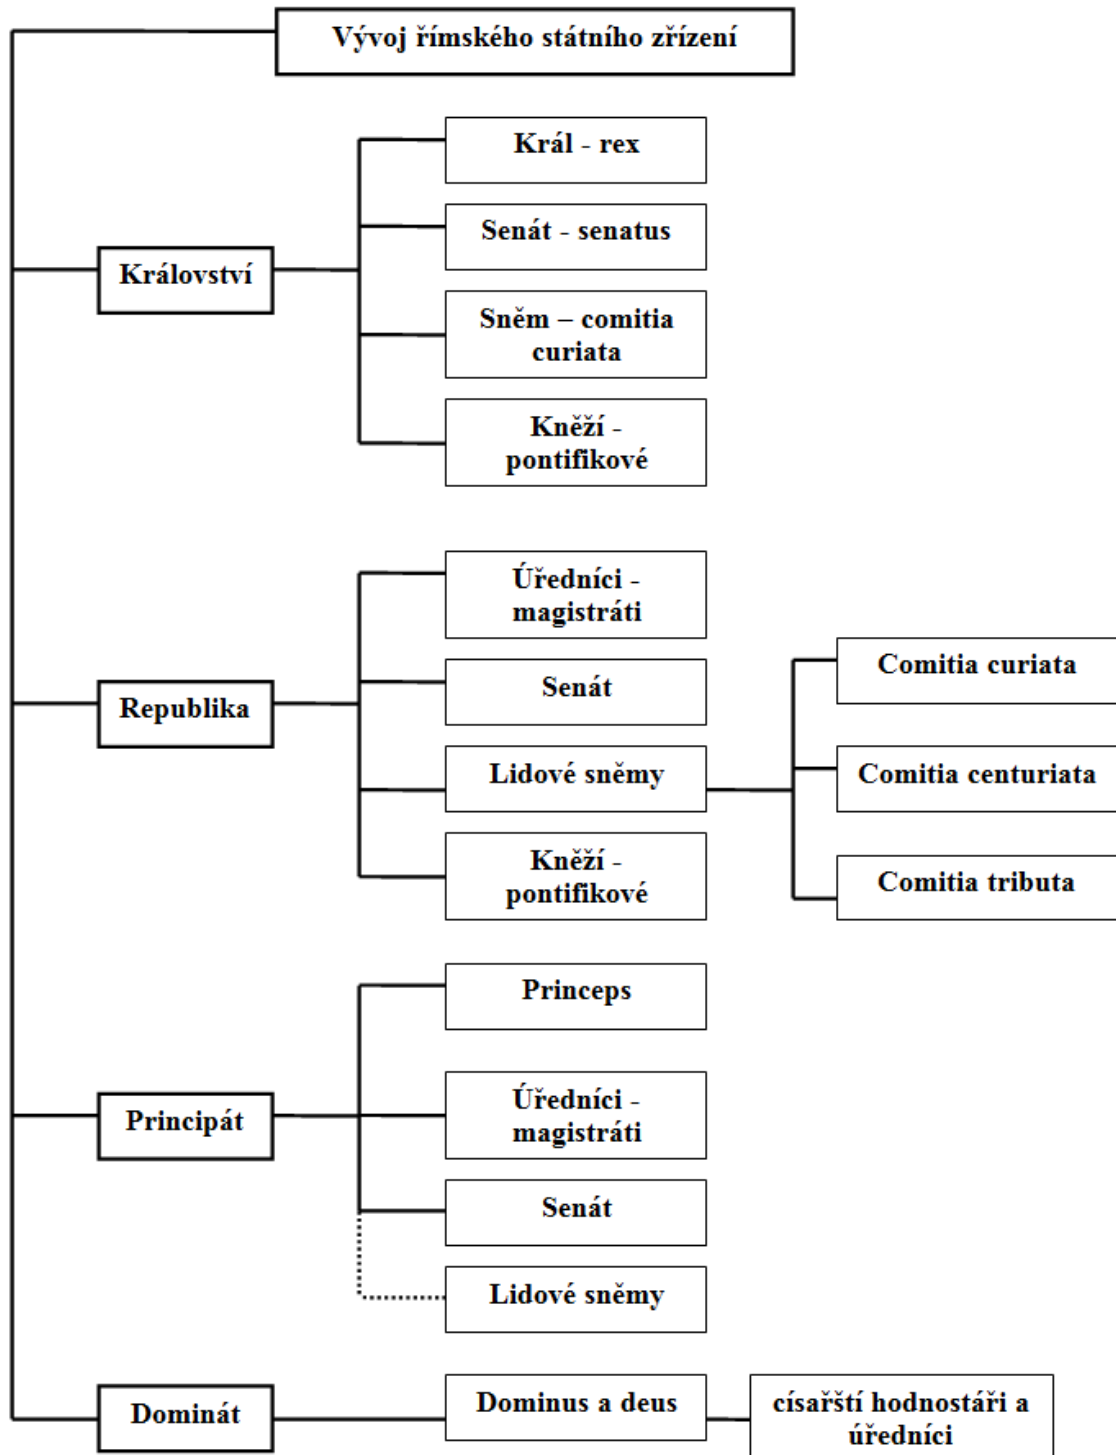 Vývoj římského státního zřízení
Král - rex
Senát - senatus
Království
Sněm – comitia
curiata
Kněží -
pontifikové
Úředníci -
magistráti
Comitia curiata
Senát
Republika
Lidové sněmy
Comitia centuriata
Kněží -
pontifikové
Comitia tributa
Princeps
Úředníci -
magistráti
Principát
Senát
Lidové sněmy
Dominát
Dominus a deus
císařští hodnostáři a
úředníci